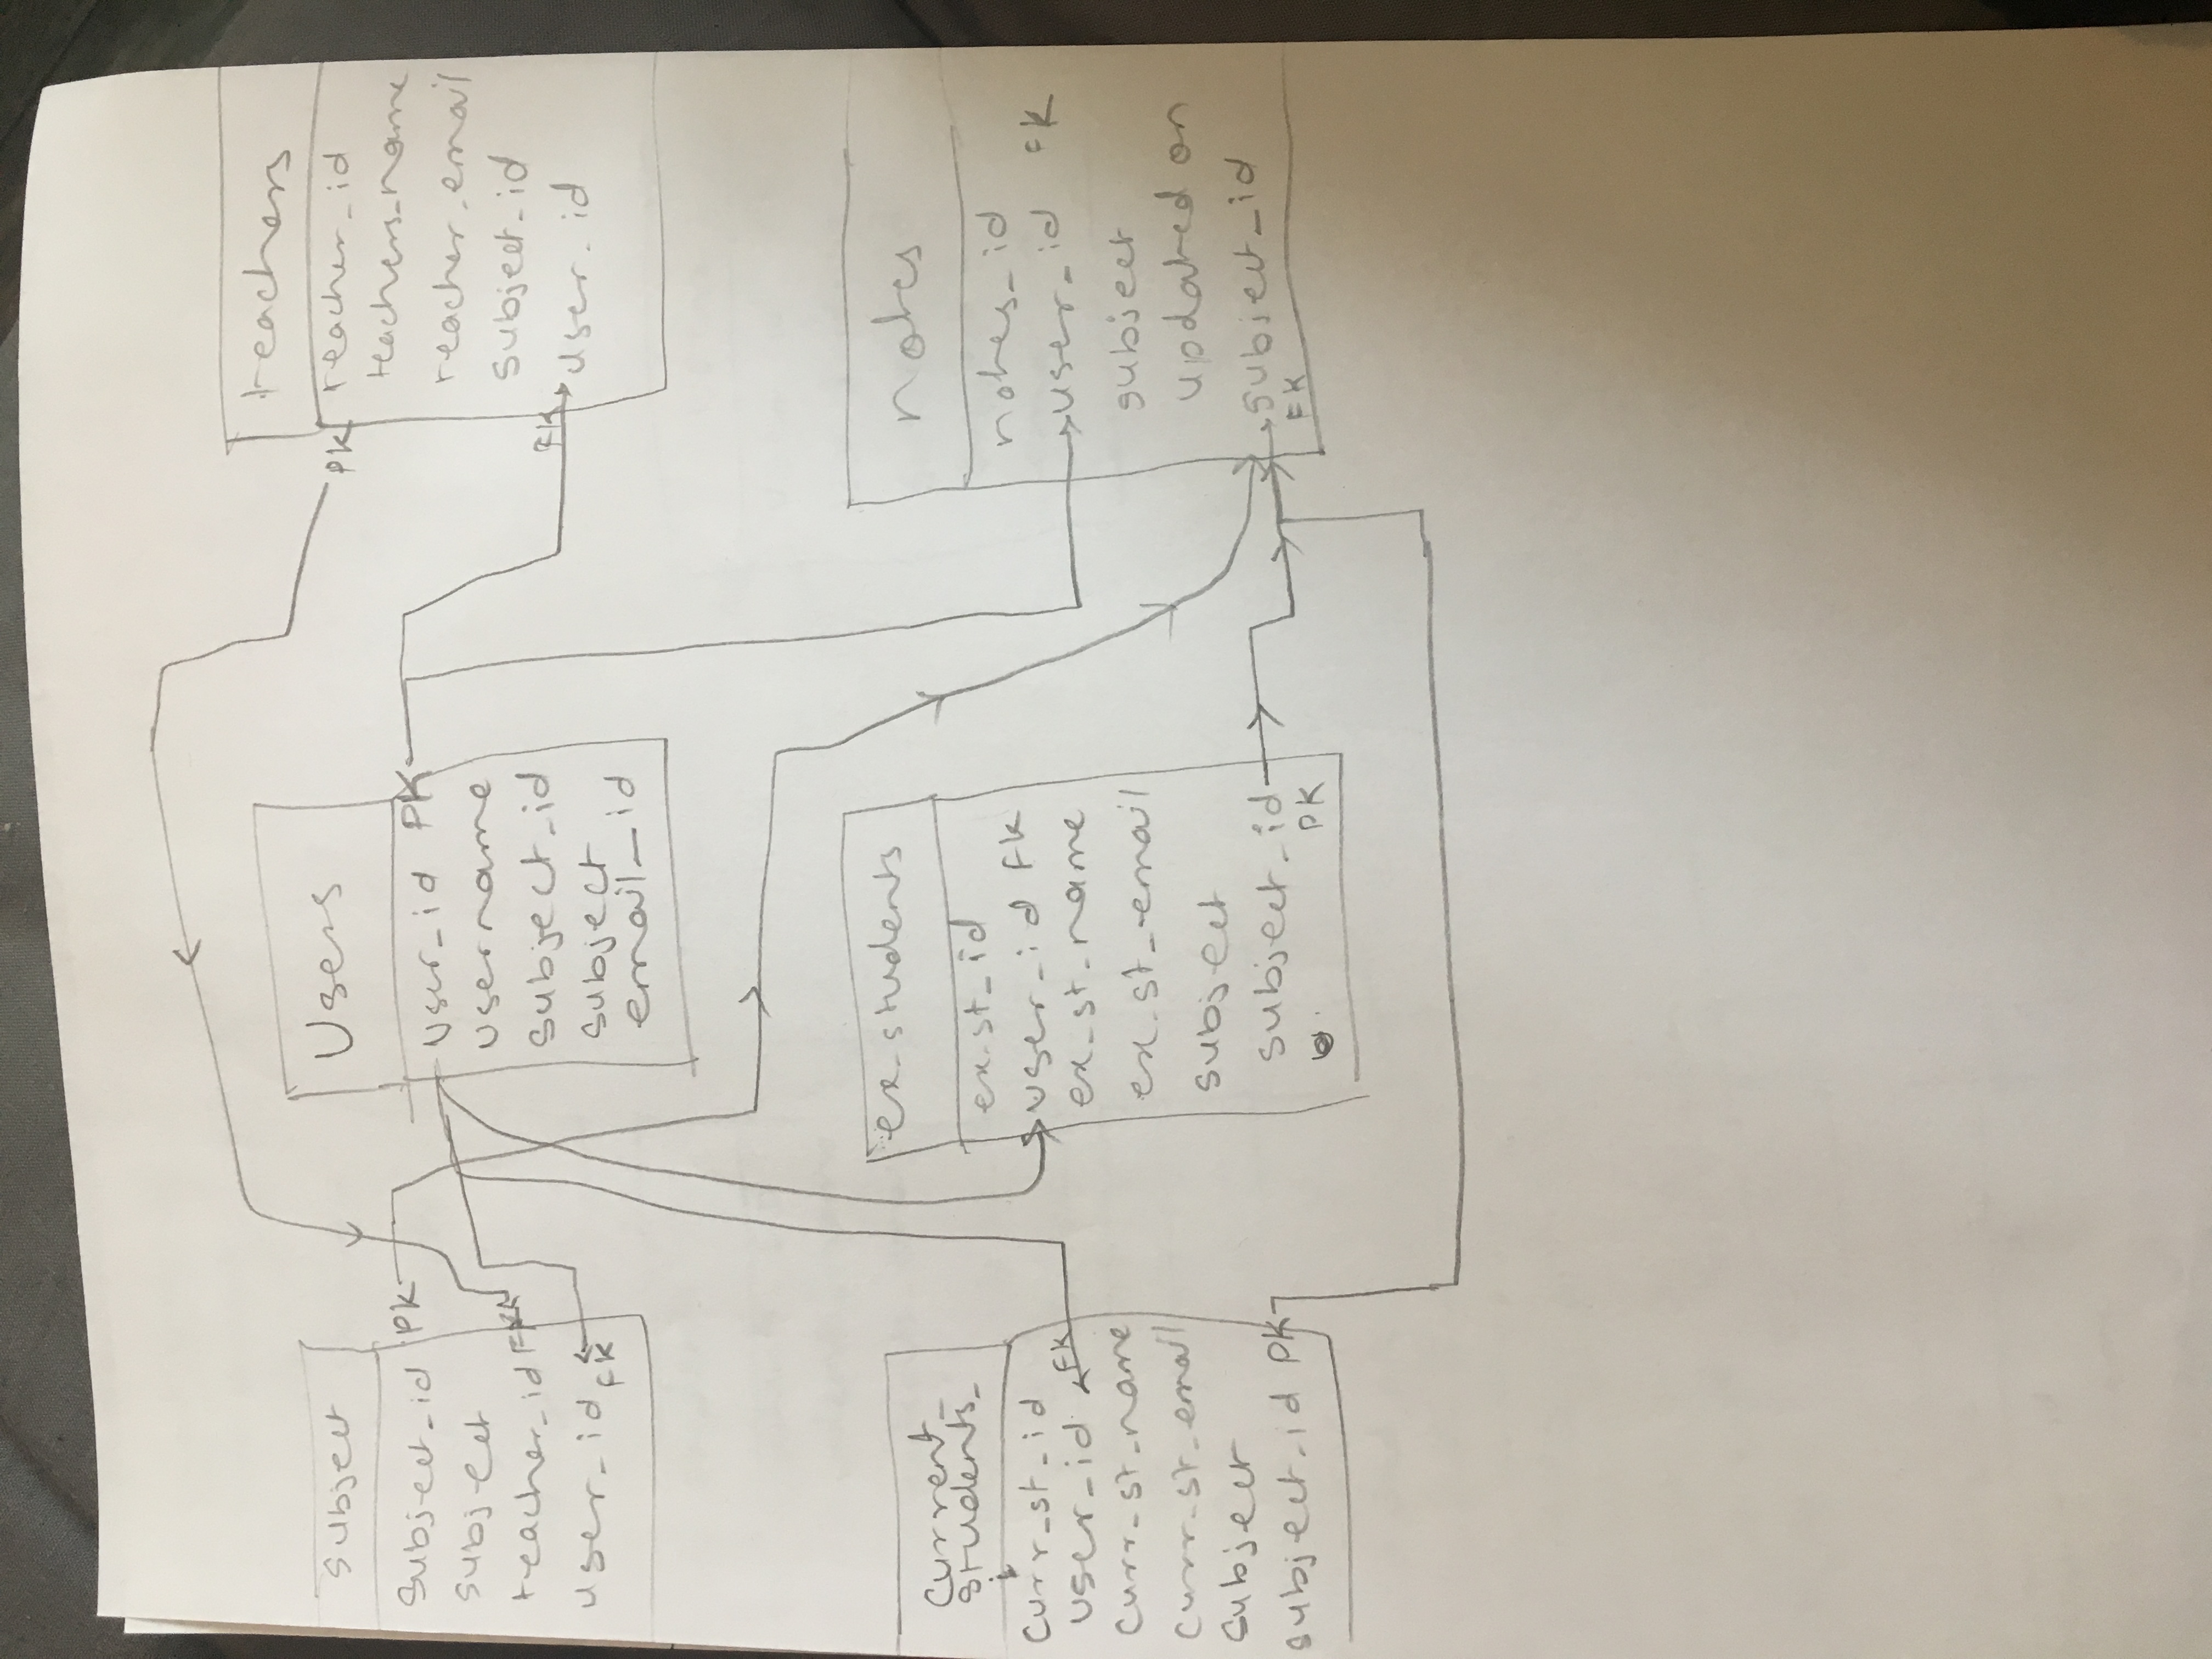 Subject
Subject_id PK
Subject
teacher_id FK
user_id FK
Users
user_id PK
username
subject_id
subject
email_id
teachers
PK teacher_id
teachers_name
teacher_email
subject_id
FK user_id
current_
students_
curr_st_id
user_id FK
curr_st_name
curr_st_email
Subject
subject_id PK
ex_students
ex_st_id
user_id FK
ex_st_name
ex_st_email
Subject
subject_id
PK
notes
notes_id
user_id FK
subject
updated on
subject_id
FK